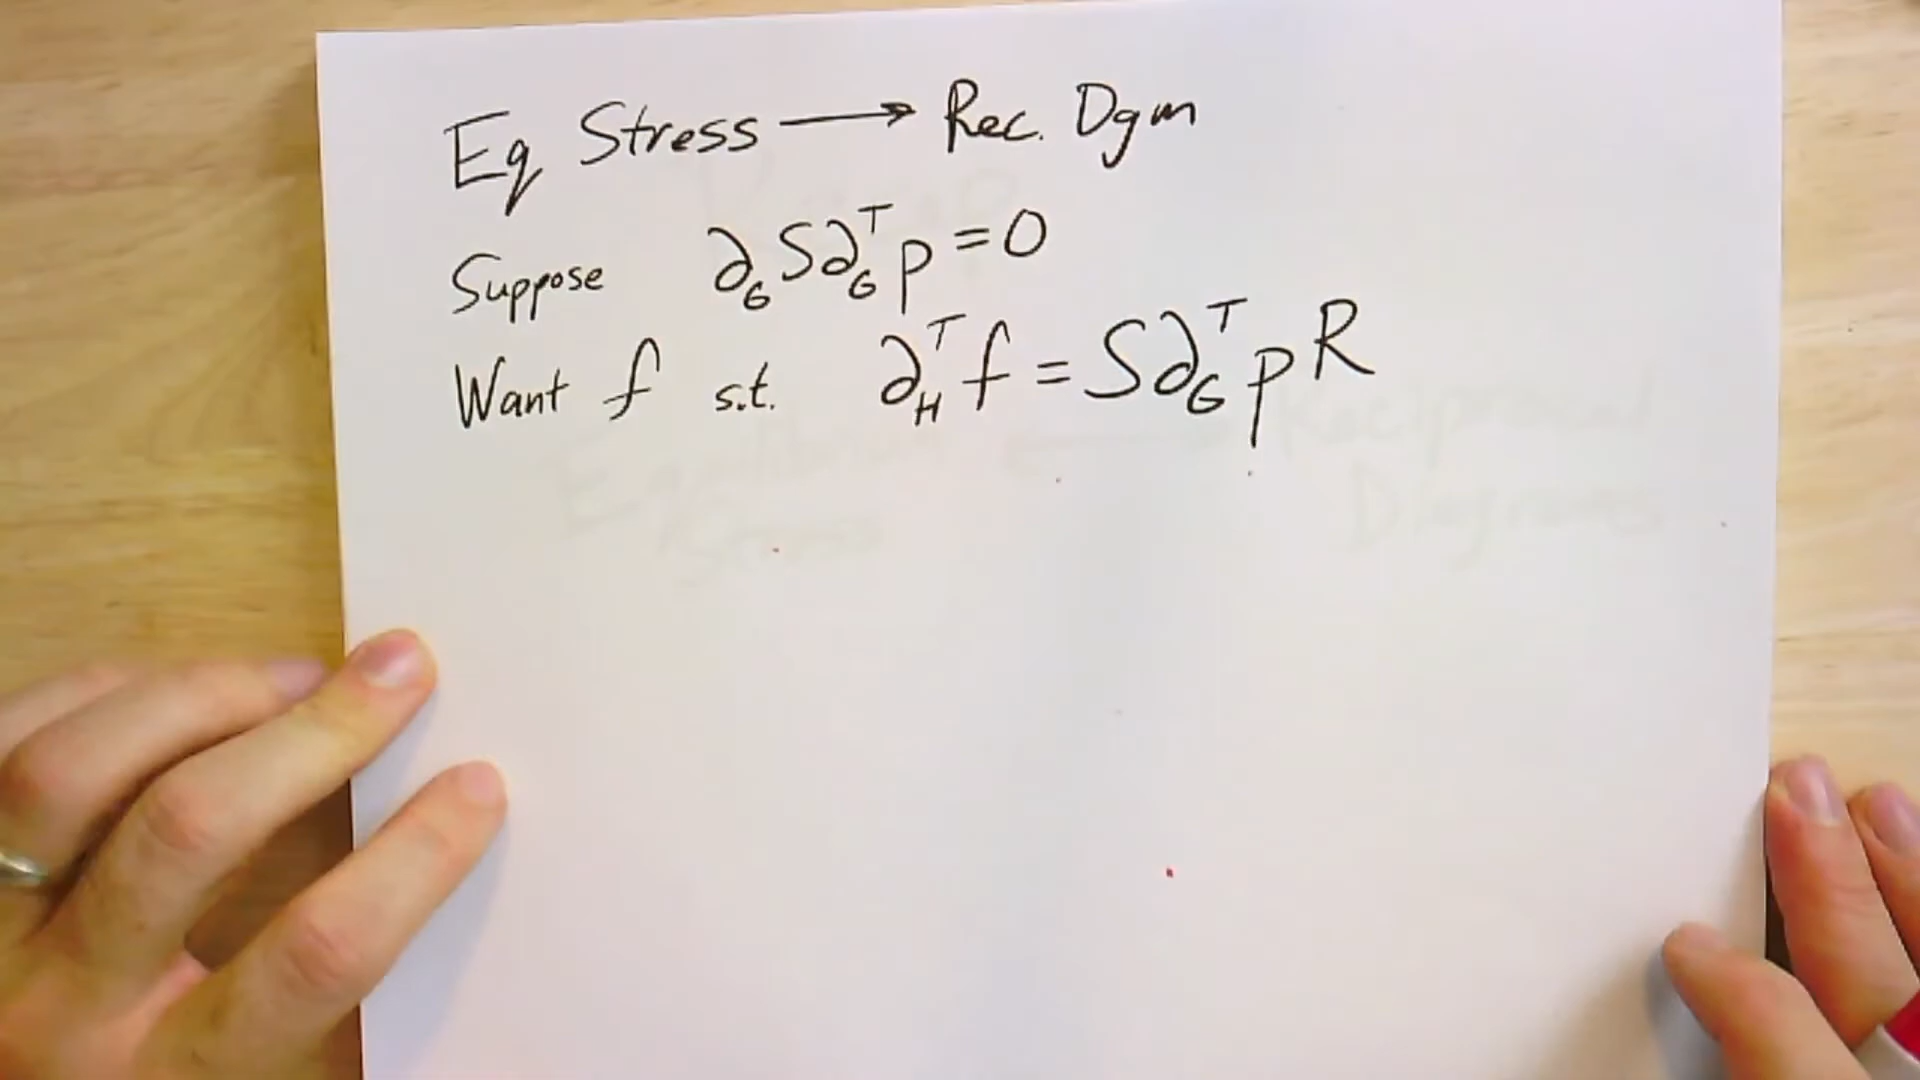 Eq Stress → Rec. Dgm
Suppose ∂_G S ∂_G^T p = 0
Want f s.t. ∂_H^T f = S ∂_G^T p R